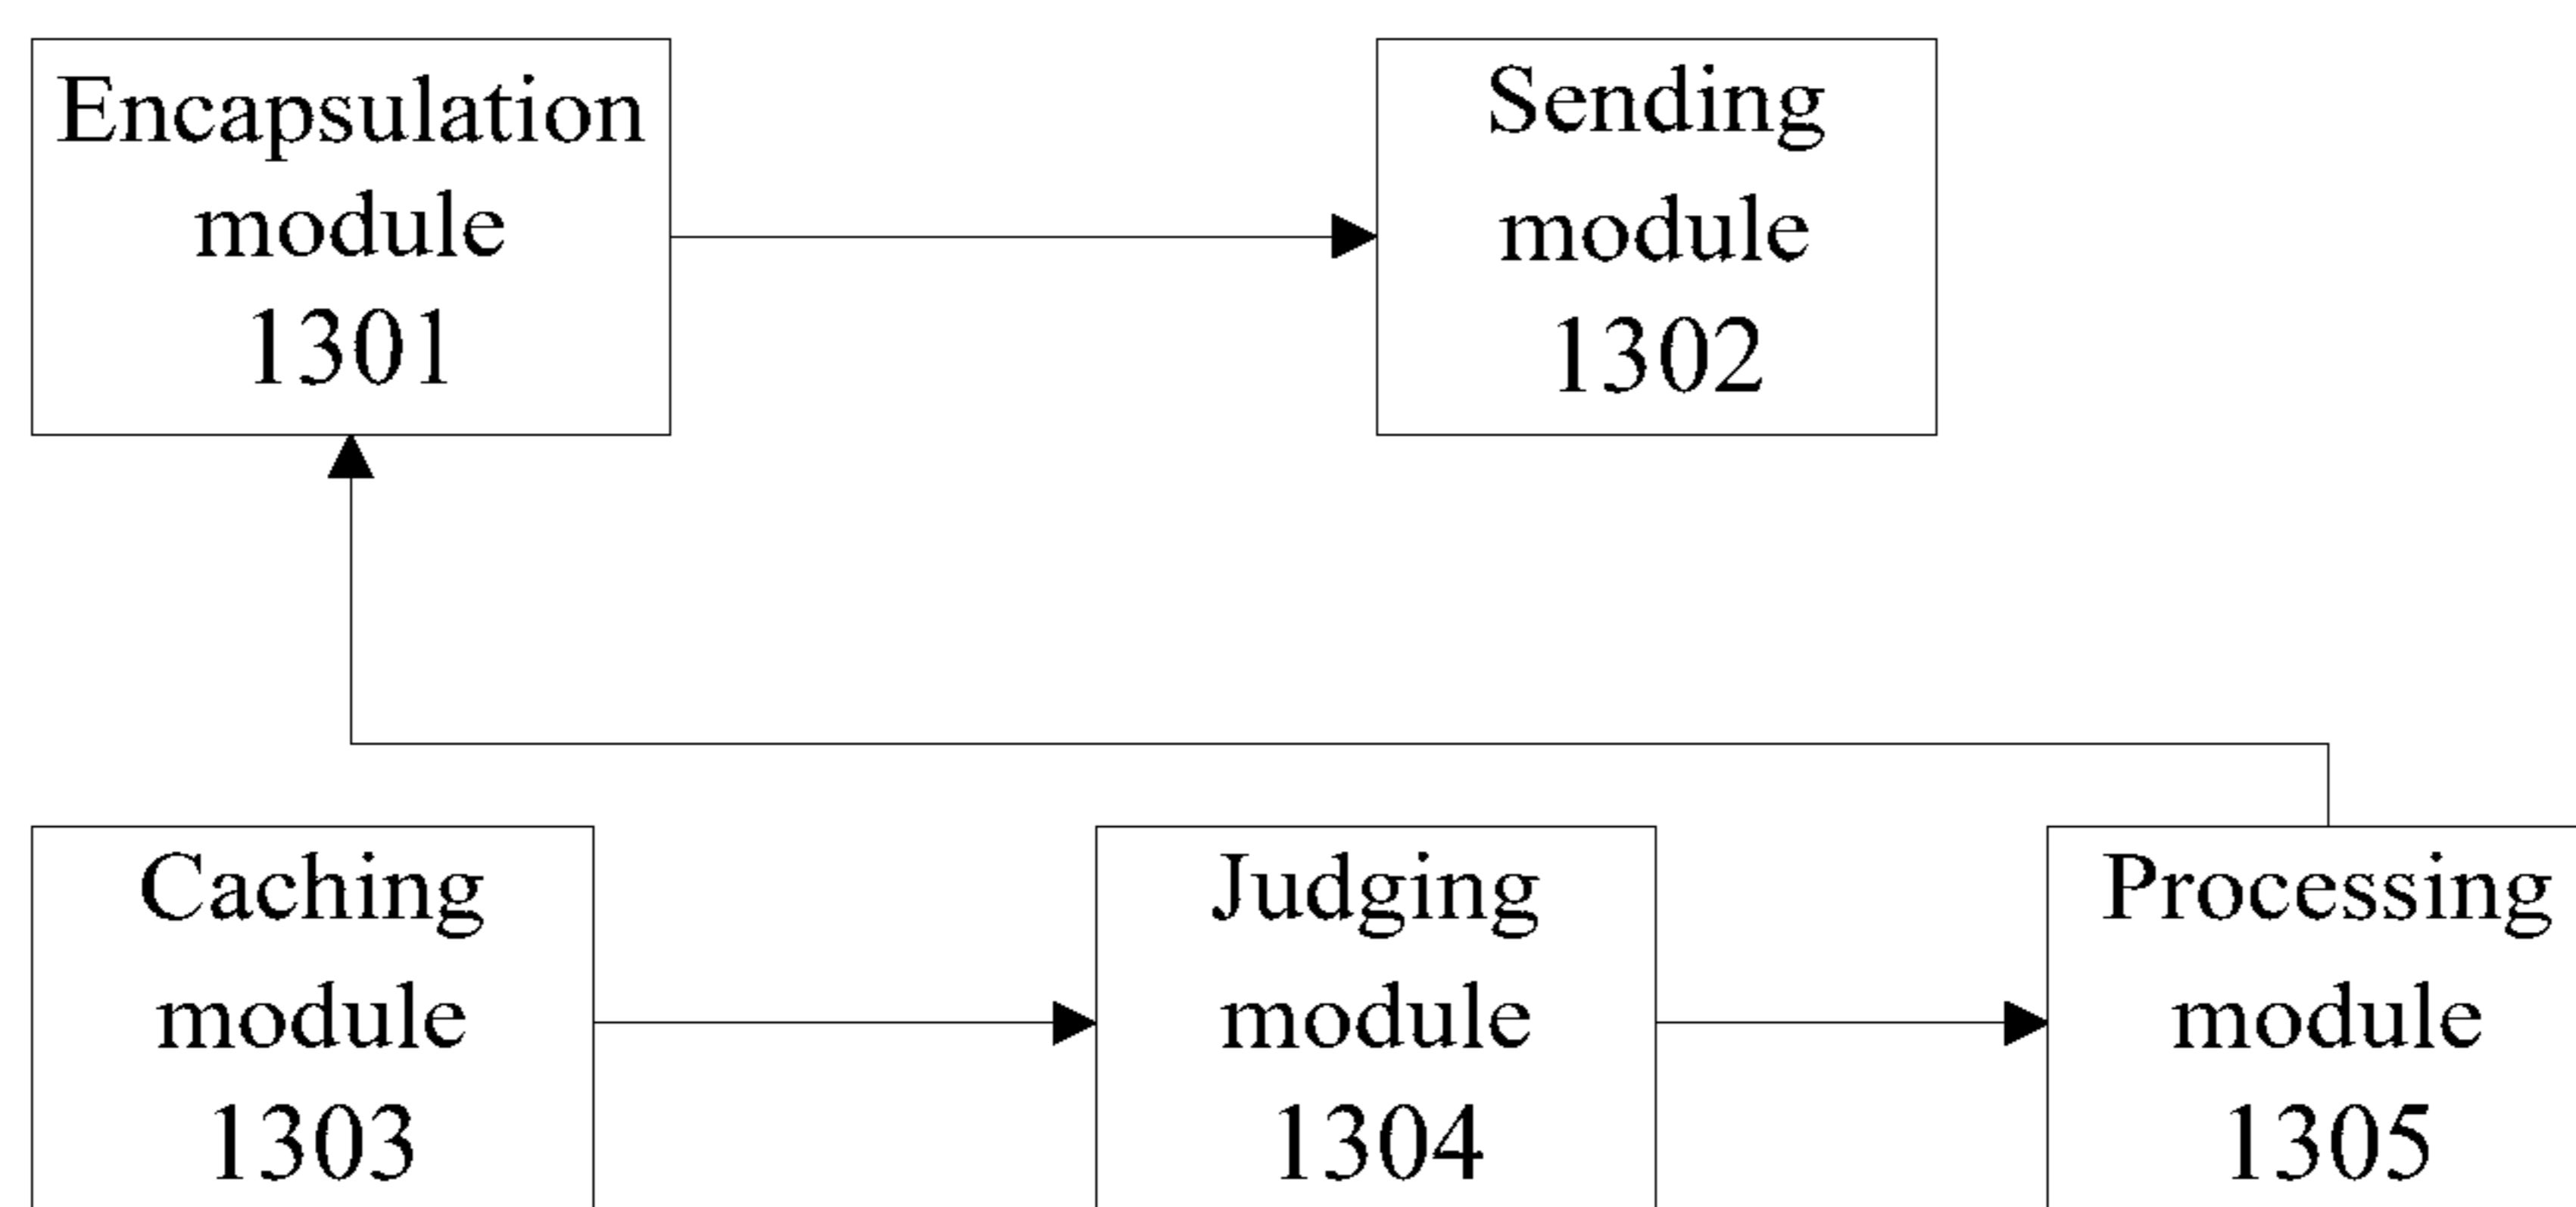 Encapsulation
module
1301
Sending
module
1302
Caching
module
1303
Judging
module
1304
Processing
module
1305